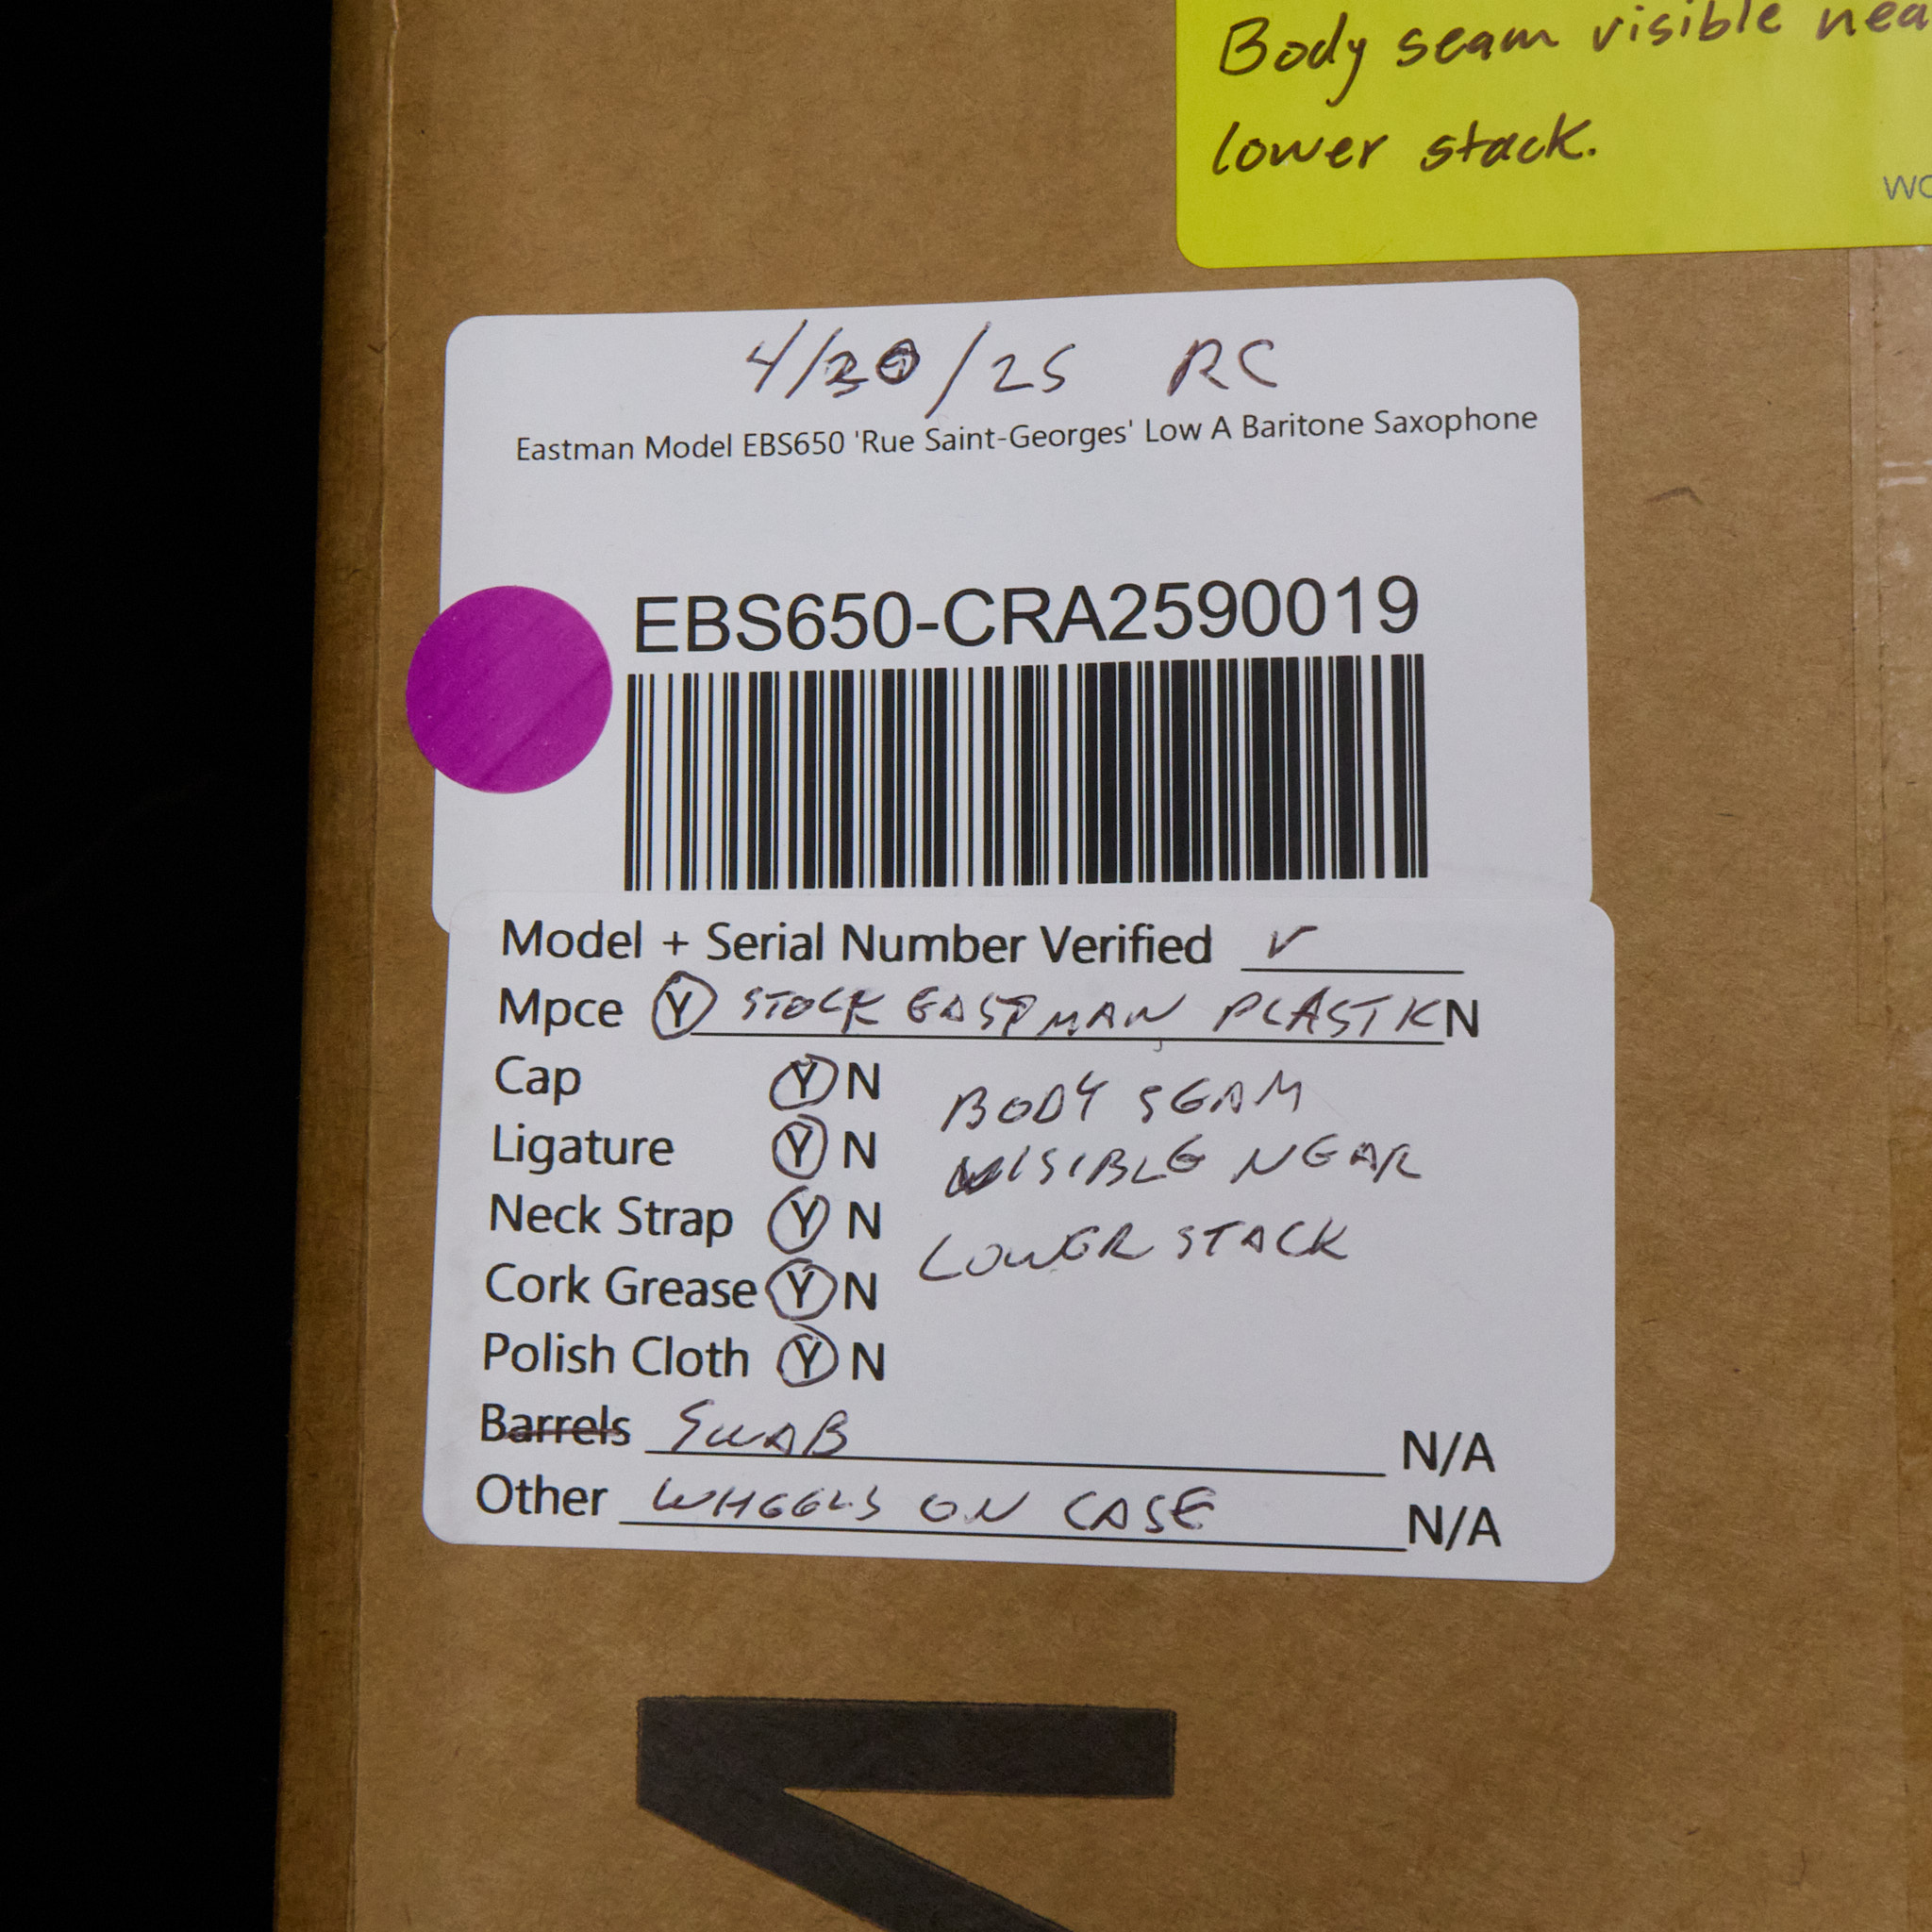 Body seam visible nea
lower stack.
WO
4/30/25 RC
Eastman Model EBS650 'Rue Saint-Georges' Low A Baritone Saxophone
EBS650-CRA2590019
Model + Serial Number Verified ✓
Mpce Y STOCK EASTMAN PLASTIC N
Cap Y N BODY SEAM
Ligature Y N VISIBLE NEAR
Neck Strap Y N LOWER STACK
Cork Grease Y N
Polish Cloth Y N
Barrels SWAB N/A
Other WHEELS ON CASE N/A